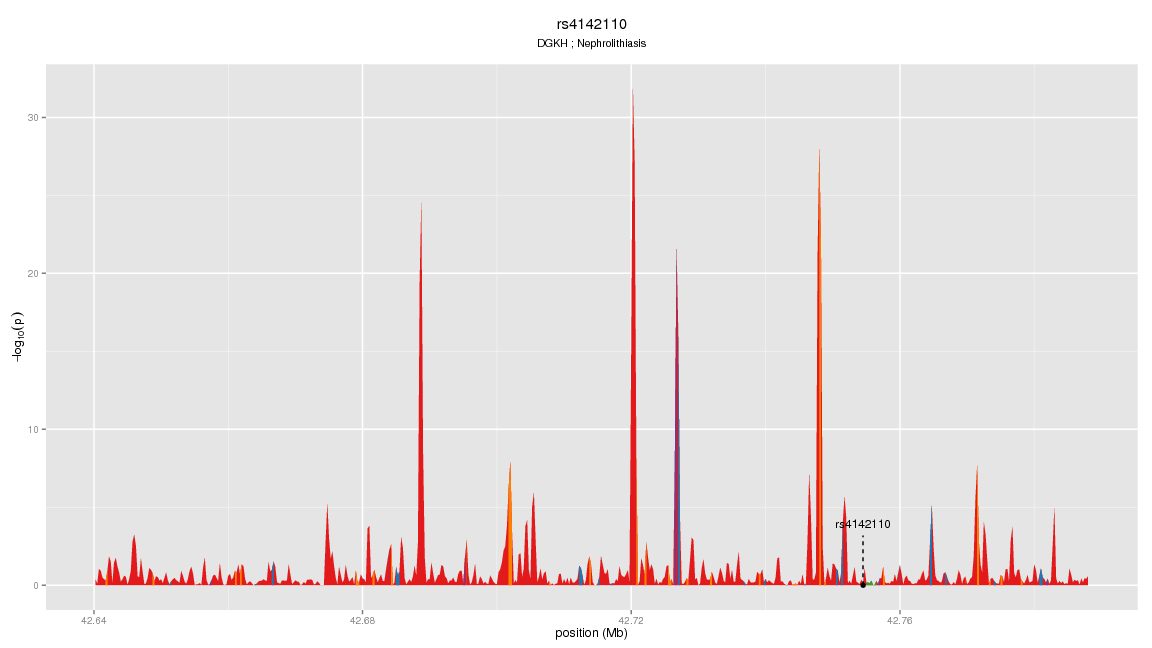 rs4142110
DGKH ; Nephrolithiasis
30
20
10
0
−log10(p)
rs4142110
42.64
42.68
42.72
42.76
position (Mb)